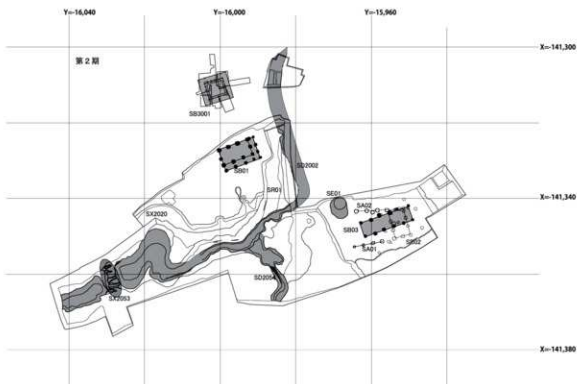 Y=-16,040
Y=-16,000
Y=-15,960
X=-141,300
第2期
SB3001
SB01
SD2002
SR01
SE01
SA02
X=-141,340
SX2020
SB03
SB02
SA01
SD2054
SX2053
X=-141,380